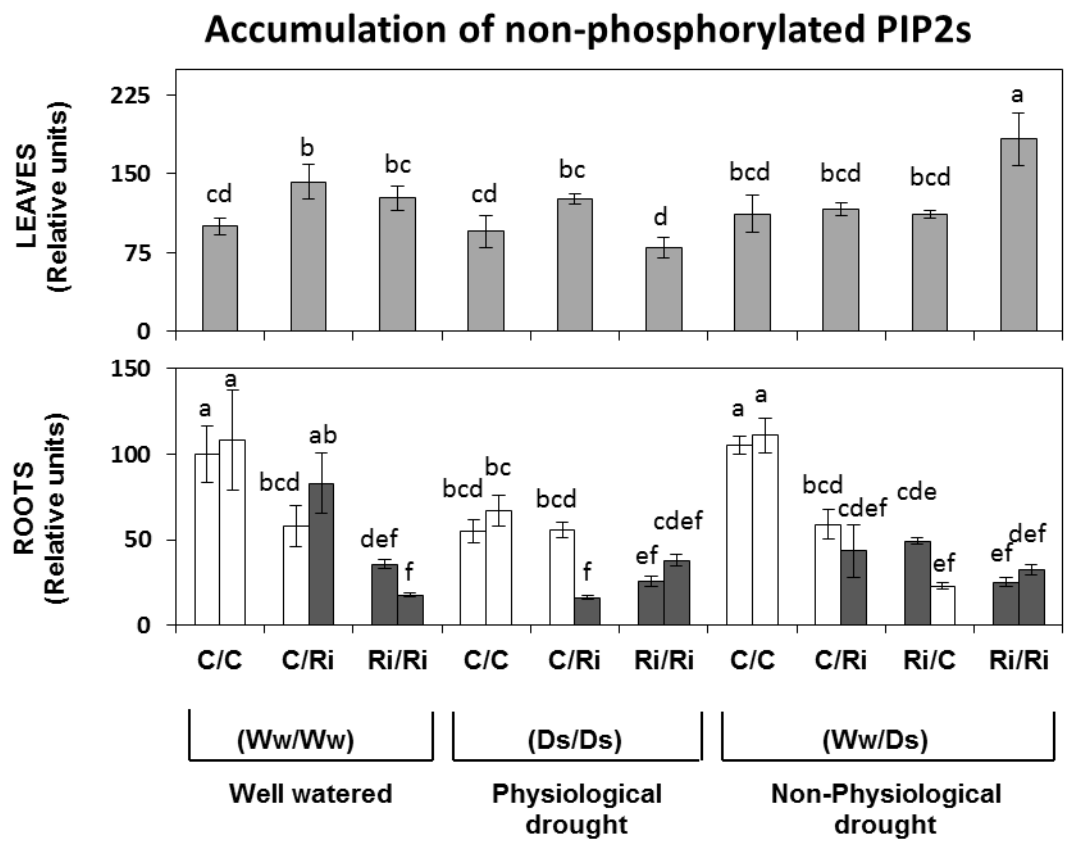 Accumulation of non-phosphorylated PIP2s
LEAVES
(Relative units)
225
150
75
0
cd
b
bc
cd
bc
d
bcd
bcd
bcd
a
ROOTS
(Relative units)
150
100
50
0
a
a
bcd
ab
def
f
bcd
bc
bcd
f
ef
cdef
a
a
bcd
cdef
cde
ef
ef
def
C/C C/Ri Ri/Ri C/C C/Ri Ri/Ri C/C C/Ri Ri/C Ri/Ri
(Ww/Ww) (Ds/Ds) (Ww/Ds)
Well watered
Physiological
drought
Non-Physiological
drought